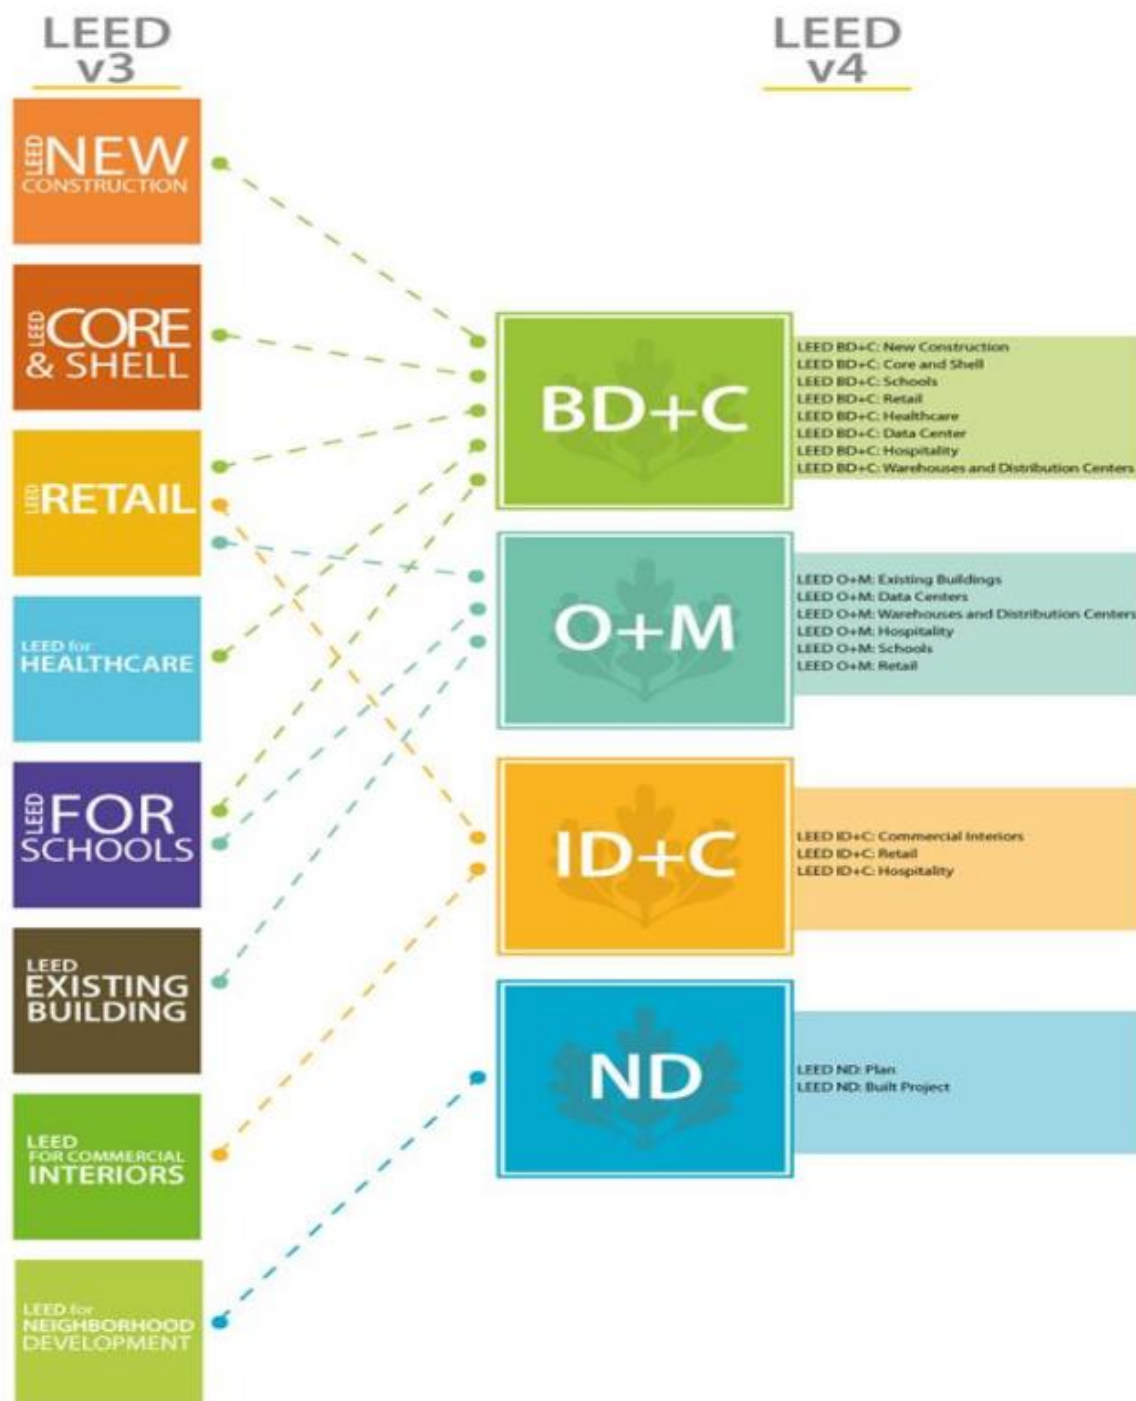 LEED
v3
LEED
v4
LEED NEW
CONSTRUCTION
LEED CORE
& SHELL
LEED RETAIL
LEED for
HEALTHCARE
LEED FOR
SCHOOLS
LEED
EXISTING
BUILDING
LEED
FOR COMMERCIAL
INTERIORS
LEED for
NEIGHBORHOOD
DEVELOPMENT
BD+C
LEED BD+C: New Construction
LEED BD+C: Core and Shell
LEED BD+C: Schools
LEED BD+C: Retail
LEED BD+C: Healthcare
LEED BD+C: Data Center
LEED BD+C: Hospitality
LEED BD+C: Warehouses and Distribution Centers
O+M
LEED O+M: Existing Buildings
LEED O+M: Data Centers
LEED O+M: Warehouses and Distribution Centers
LEED O+M: Hospitality
LEED O+M: Schools
LEED O+M: Retail
ID+C
LEED ID+C: Commercial Interiors
LEED ID+C: Retail
LEED ID+C: Hospitality
ND
LEED ND: Plan
LEED ND: Built Project